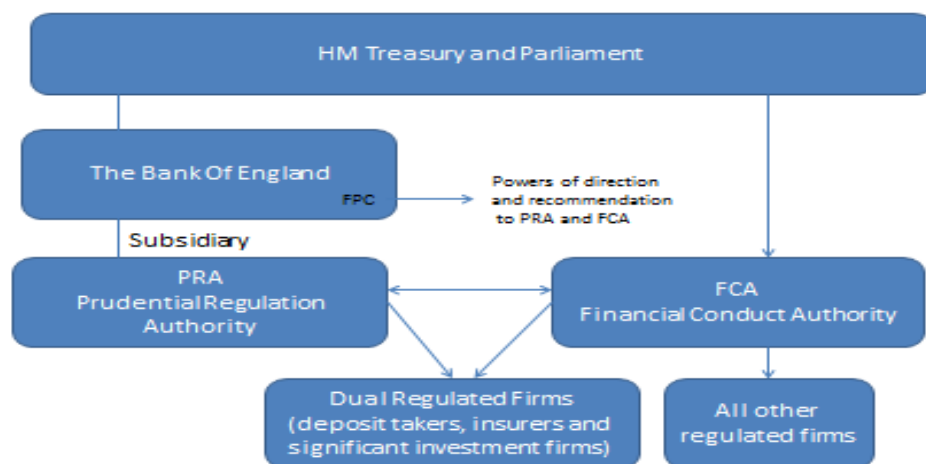 HM Treasury and Parliament
The Bank Of England
FPC
Powers of direction
and recommendation
to PRA and FCA
Subsidiary
PRA
Prudential Regulation
Authority
FCA
Financial Conduct Authority
Dual Regulated Firms
(deposit takers, insurers and
significant investment firms)
All other
regulated firms